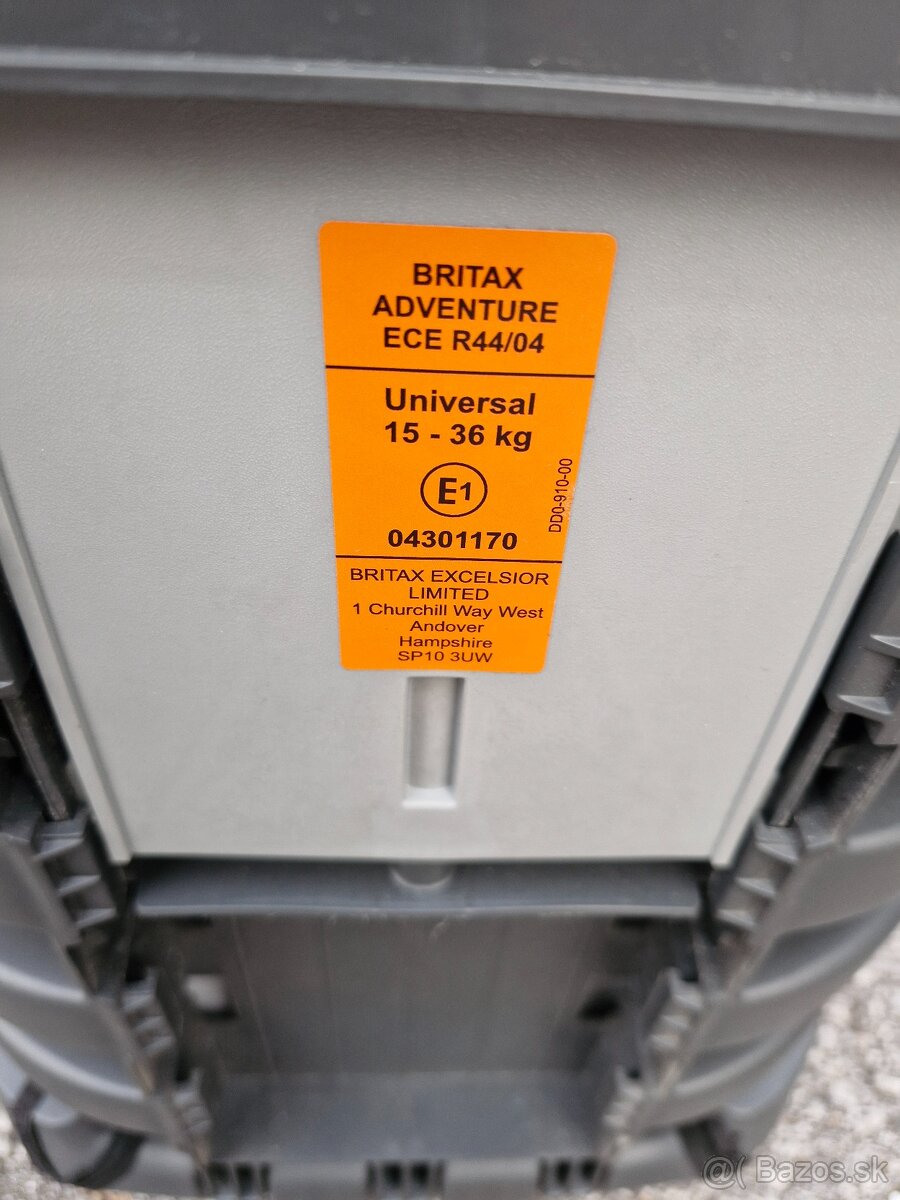 BRITAX
ADVENTURE
ECE R44/04
Universal
15 - 36 kg
E1
04301170
DD0-910-00
BRITAX EXCELSIOR
LIMITED
1 Churchill Way West
Andover
Hampshire
SP10 3UW
@( Bazos.sk